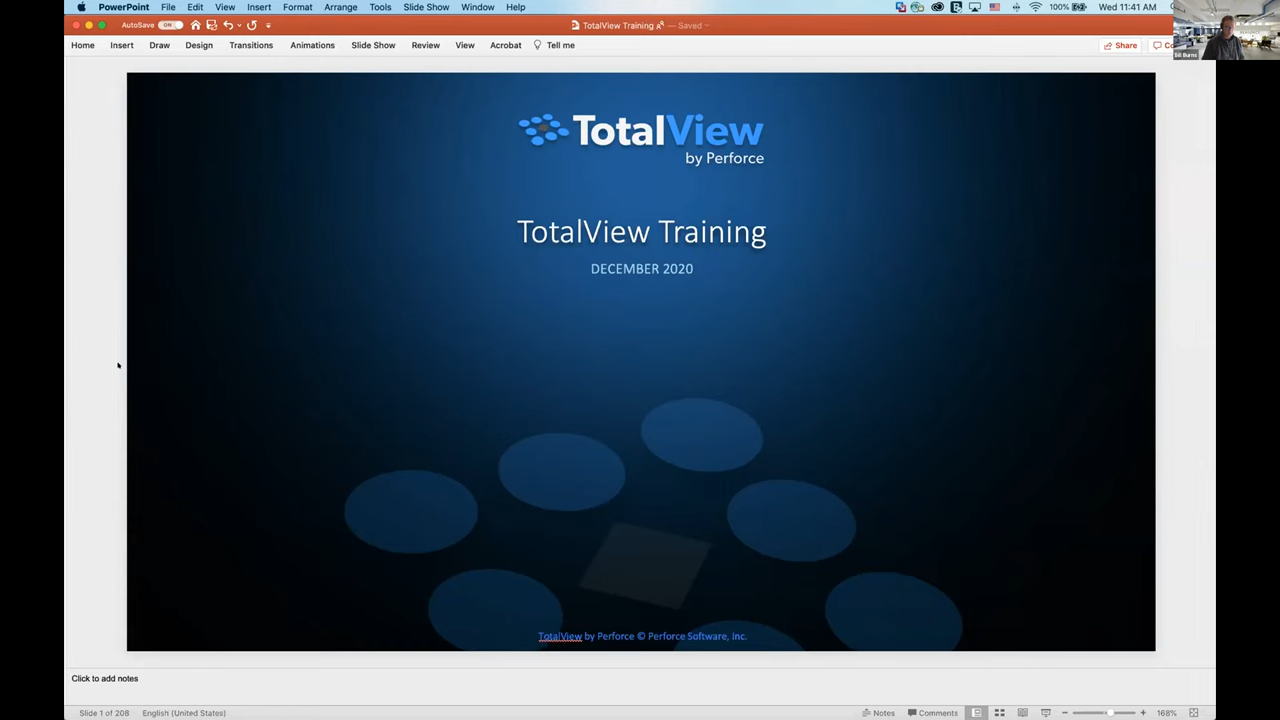 PowerPoint File Edit View Insert Format Arrange Tools Slide Show Window Help 100% Wed 11:41 AM
AutoSave ON TotalView Training — Saved
Home Insert Draw Design Transitions Animations Slide Show Review View Acrobat Tell me Share
Bill Burns
TotalView
by Perforce
TotalView Training
DECEMBER 2020
TotalView by Perforce © Perforce Software, Inc.
Click to add notes
Slide 1 of 208 English (United States) Notes Comments 168%